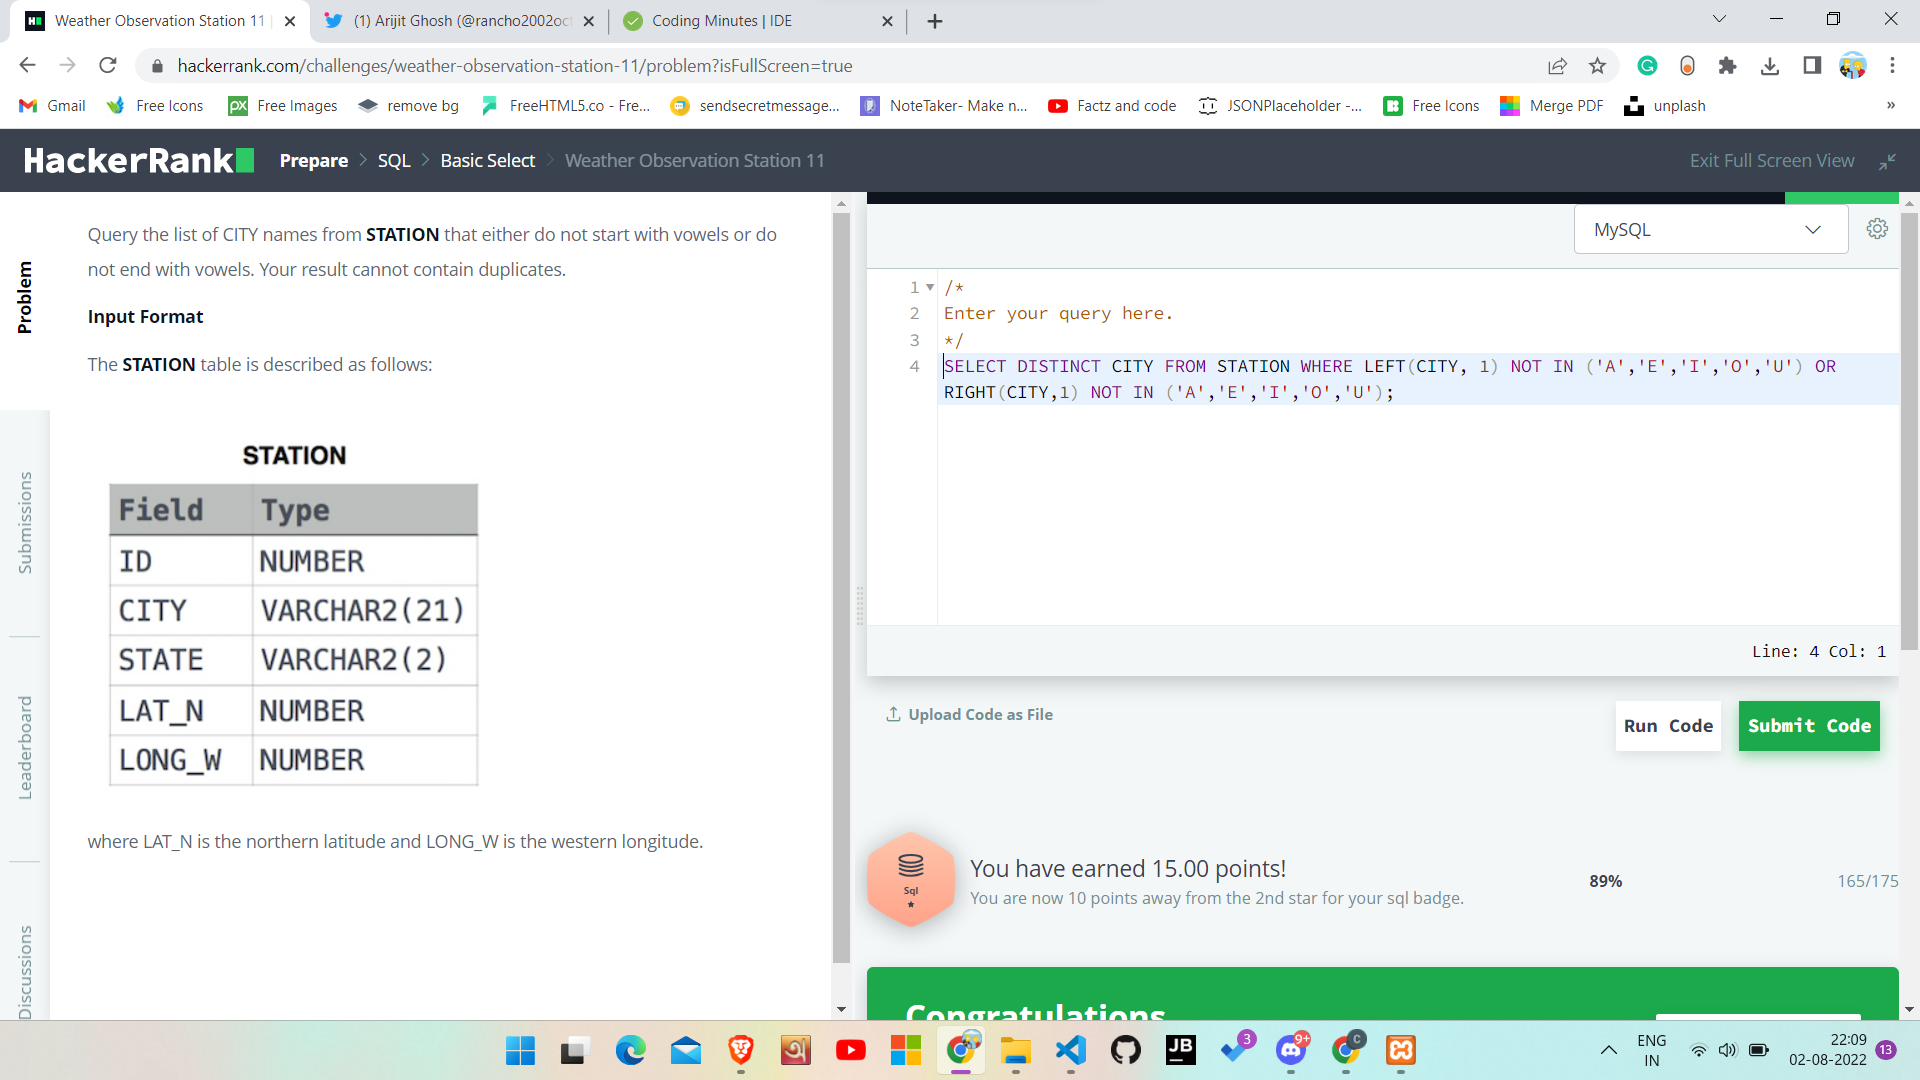 Weather Observation Station 11
(1) Arijit Ghosh (@rancho2002oct
Coding Minutes | IDE
hackerrank.com/challenges/weather-observation-station-11/problem?isFullScreen=true
Gmail
Free Icons
Free Images
remove bg
FreeHTML5.co - Fre...
sendsecretmessage...
NoteTaker- Make n...
Factz and code
JSONPlaceholder -...
Free Icons
Merge PDF
unplash
»
HackerRank
Prepare > SQL > Basic Select > Weather Observation Station 11
Exit Full Screen View
Problem
Submissions
Leaderboard
Discussions
Query the list of CITY names from STATION that either do not start with vowels or do
not end with vowels. Your result cannot contain duplicates.
Input Format
The STATION table is described as follows:
STATION
Field Type
ID NUMBER
CITY VARCHAR2(21)
STATE VARCHAR2(2)
LAT_N NUMBER
LONG_W NUMBER
where LAT_N is the northern latitude and LONG_W is the western longitude.
MySQL
1 /*
2 Enter your query here.
3 */
4 SELECT DISTINCT CITY FROM STATION WHERE LEFT(CITY, 1) NOT IN ('A','E','I','O','U') OR
RIGHT(CITY,1) NOT IN ('A','E','I','O','U');
Line: 4 Col: 1
Upload Code as File
Run Code
Submit Code
Sql
You have earned 15.00 points!
You are now 10 points away from the 2nd star for your sql badge.
89%
165/175
Congratulations
3
9+
C
ENG
IN
22:09
02-08-2022
13